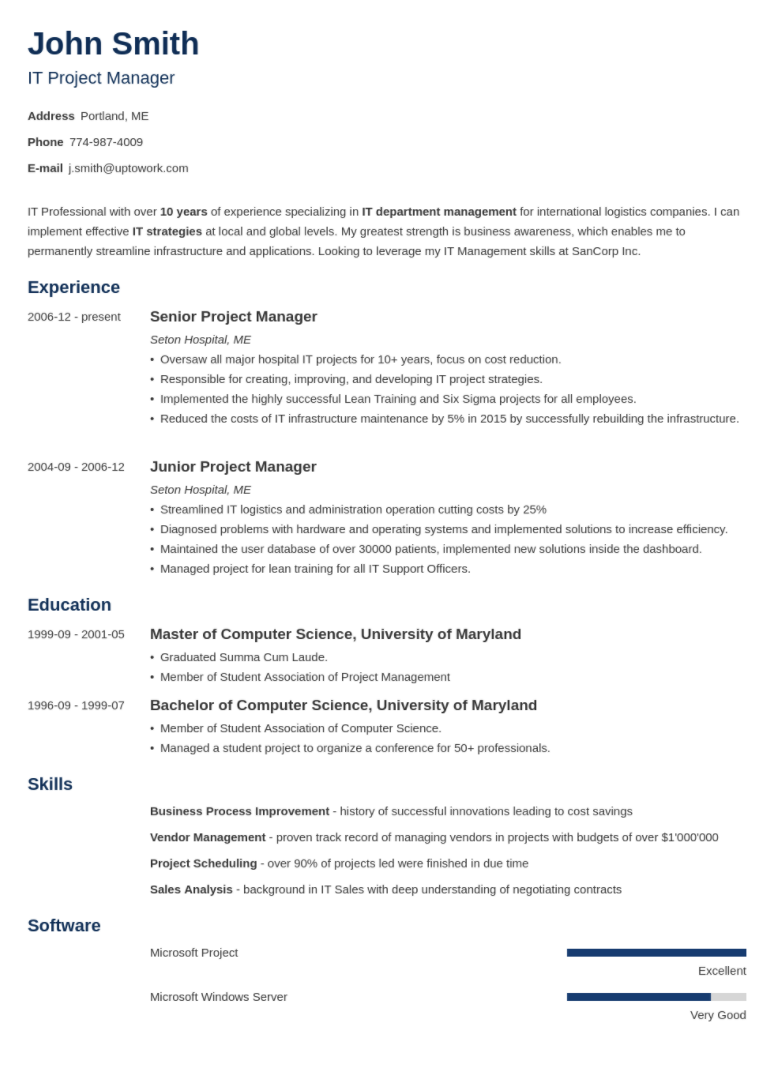 John Smith
IT Project Manager
Address Portland, ME
Phone 774-987-4009
E-mail j.smith@uptowork.com
IT Professional with over 10 years of experience specializing in IT department management for international logistics companies. I can
implement effective IT strategies at local and global levels. My greatest strength is business awareness, which enables me to
permanently streamline infrastructure and applications. Looking to leverage my IT Management skills at SanCorp Inc.
Experience
2006-12 - present Senior Project Manager
Seton Hospital, ME
• Oversaw all major hospital IT projects for 10+ years, focus on cost reduction.
• Responsible for creating, improving, and developing IT project strategies.
• Implemented the highly successful Lean Training and Six Sigma projects for all employees.
• Reduced the costs of IT infrastructure maintenance by 5% in 2015 by successfully rebuilding the infrastructure.
2004-09 - 2006-12 Junior Project Manager
Seton Hospital, ME
• Streamlined IT logistics and administration operation cutting costs by 25%
• Diagnosed problems with hardware and operating systems and implemented solutions to increase efficiency.
• Maintained the user database of over 30000 patients, implemented new solutions inside the dashboard.
• Managed project for lean training for all IT Support Officers.
Education
1999-09 - 2001-05 Master of Computer Science, University of Maryland
• Graduated Summa Cum Laude.
• Member of Student Association of Project Management
1996-09 - 1999-07 Bachelor of Computer Science, University of Maryland
• Member of Student Association of Computer Science.
• Managed a student project to organize a conference for 50+ professionals.
Skills
Business Process Improvement - history of successful innovations leading to cost savings
Vendor Management - proven track record of managing vendors in projects with budgets of over $1'000'000
Project Scheduling - over 90% of projects led were finished in due time
Sales Analysis - background in IT Sales with deep understanding of negotiating contracts
Software
Microsoft Project
Excellent
Microsoft Windows Server
Very Good